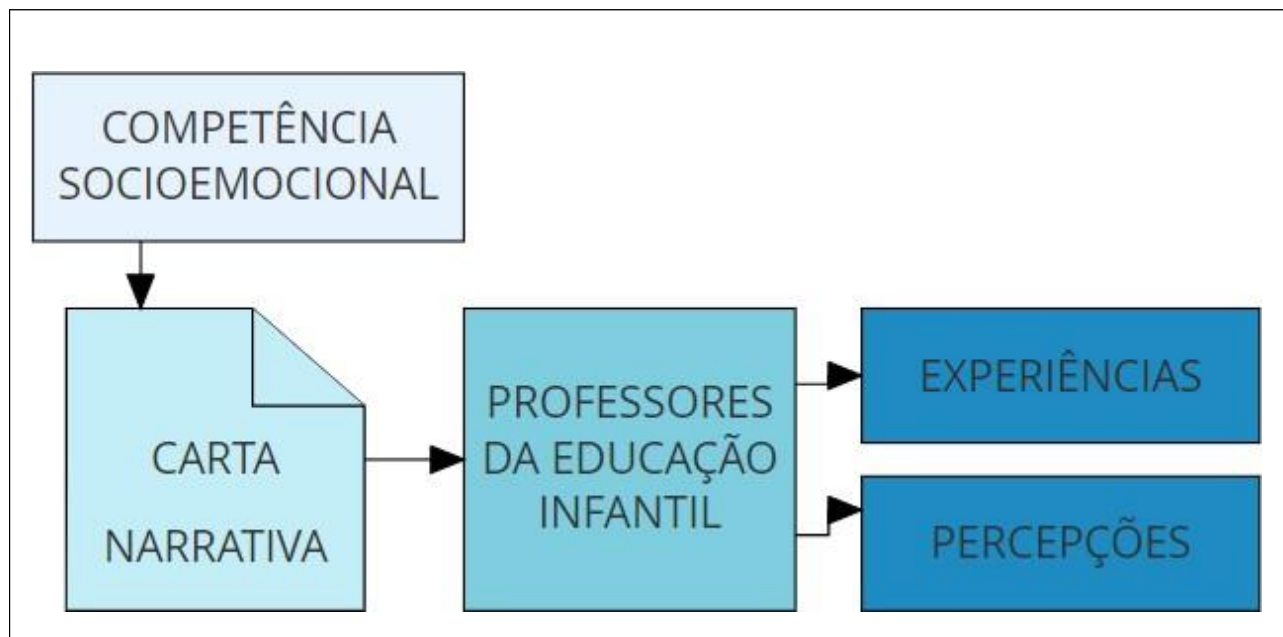 COMPETÊNCIA
SOCIOEMOCIONAL
CARTA
NARRATIVA
PROFESSORES
DA EDUCAÇÃO
INFANTIL
EXPERIÊNCIAS
PERCEPÇÕES